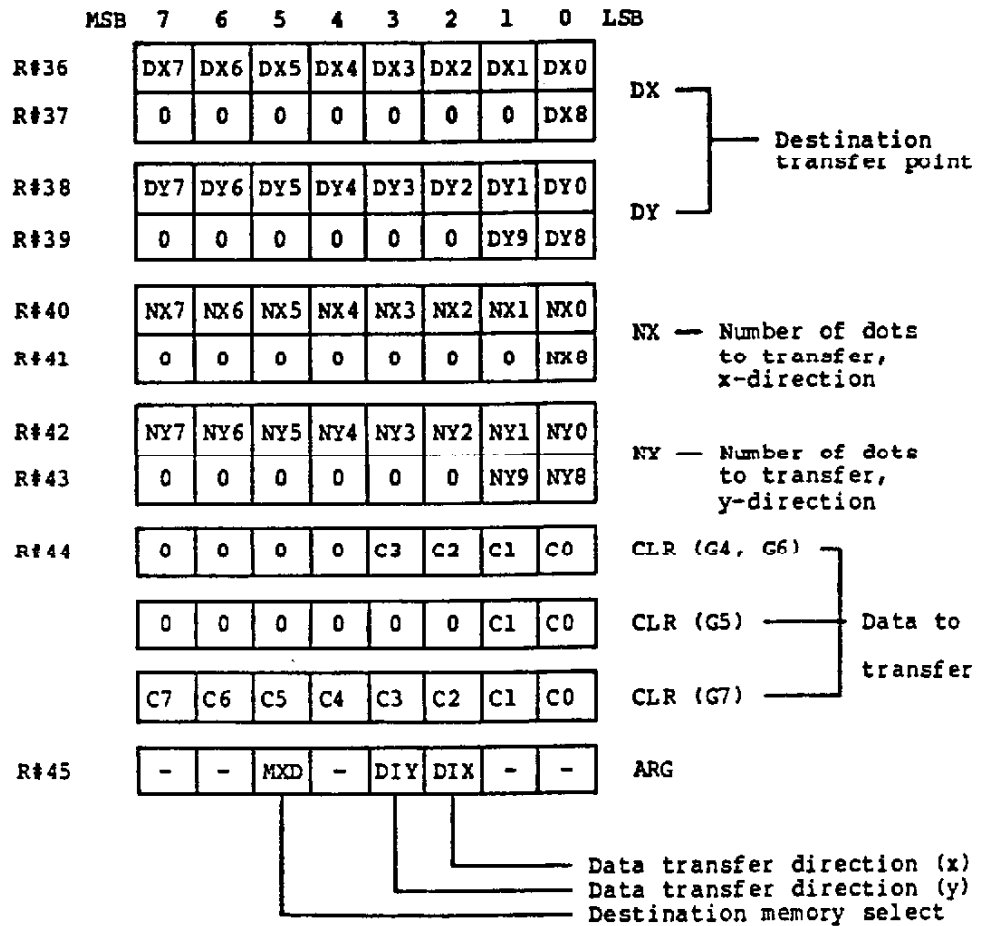 MSB 7 6 5 4 3 2 1 0 LSB
R#36 DX7 DX6 DX5 DX4 DX3 DX2 DX1 DX0
DX
R#37 0 0 0 0 0 0 0 DX8
Destination
transfer point
R#38 DY7 DY6 DY5 DY4 DY3 DY2 DY1 DY0
DY
R#39 0 0 0 0 0 0 DY9 DY8
R#40 NX7 NX6 NX5 NX4 NX3 NX2 NX1 NX0
NX — Number of dots
R#41 0 0 0 0 0 0 0 NX8
to transfer,
x-direction
R#42 NY7 NY6 NY5 NY4 NY3 NY2 NY1 NY0
NY — Number of dots
R#43 0 0 0 0 0 0 NY9 NY8
to transfer,
y-direction
R#44 0 0 0 0 C3 C2 C1 C0 CLR (G4, G6)
0 0 0 0 0 0 C1 C0 CLR (G5) Data to
transfer
C7 C6 C5 C4 C3 C2 C1 C0 CLR (G7)
R#45 - - MXD - DIY DIX - - ARG
Data transfer direction (x)
Data transfer direction (y)
Destination memory select